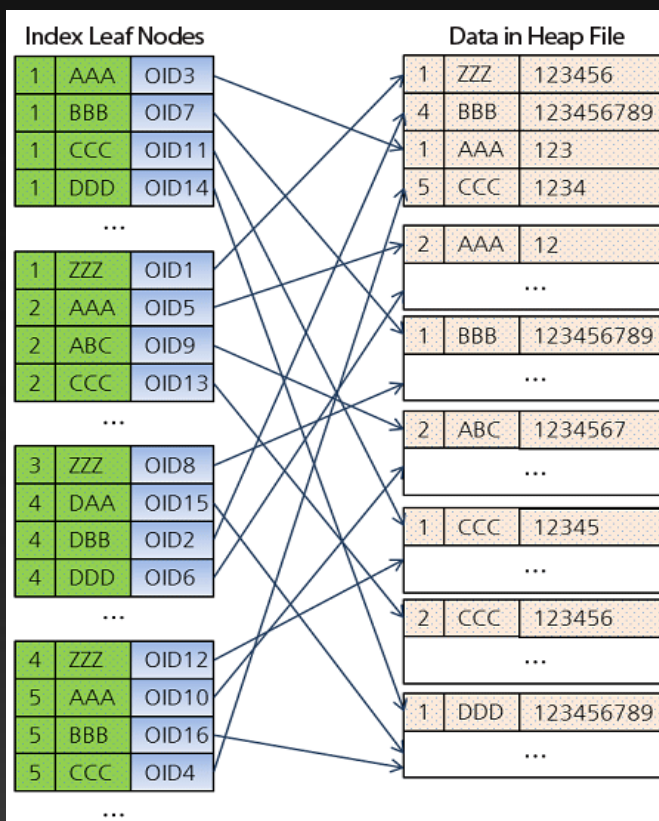 Index Leaf Nodes
1 AAA OID3
1 BBB OID7
1 CCC OID11
1 DDD OID14
...
1 ZZZ OID1
2 AAA OID5
2 ABC OID9
2 CCC OID13
...
3 ZZZ OID8
4 DAA OID15
4 DBB OID2
4 DDD OID6
...
4 ZZZ OID12
5 AAA OID10
5 BBB OID16
5 CCC OID4
...
Data in Heap File
1 ZZZ 123456
4 BBB 123456789
1 AAA 123
5 CCC 1234
2 AAA 12
...
1 BBB 123456789
...
2 ABC 1234567
...
1 CCC 12345
...
2 CCC 123456
...
1 DDD 123456789
...